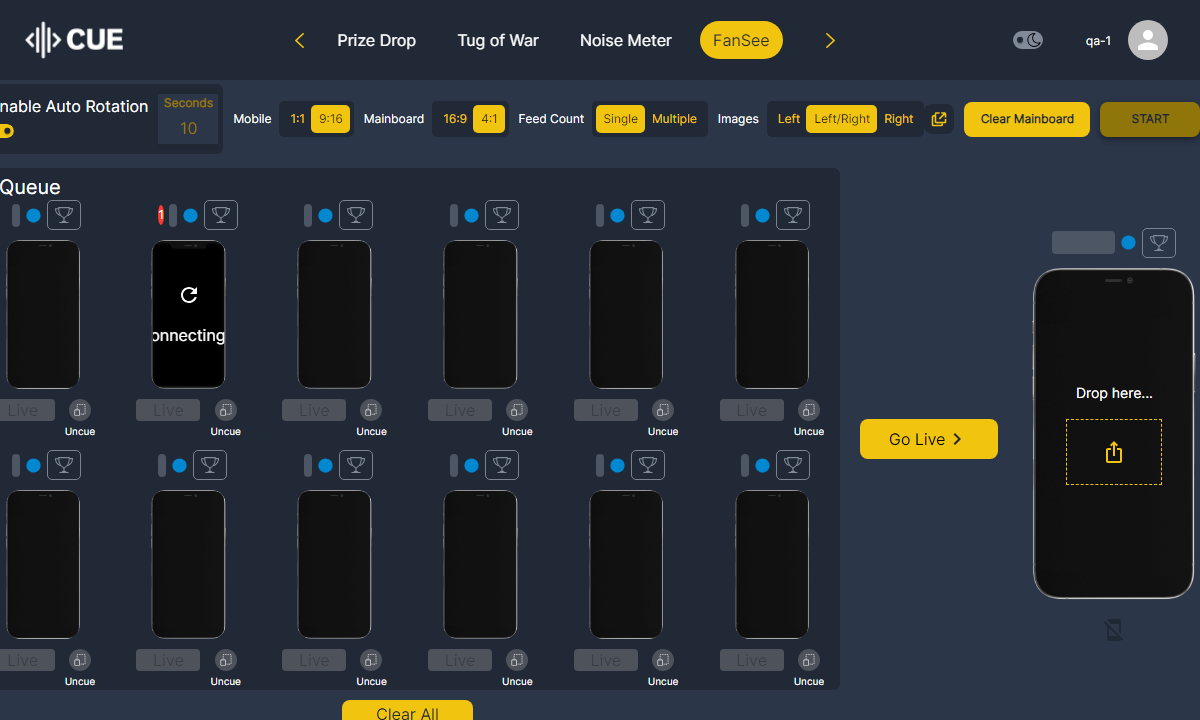 CUE
Prize Drop
Tug of War
Noise Meter
FanSee
qa-1
nable Auto Rotation
Seconds
10
Mobile
1:1
9:16
Mainboard
16:9
4:1
Feed Count
Single
Multiple
Images
Left
Left/Right
Right
Clear Mainboard
START
Queue
1
onnecting
Live
Uncue
Live
Uncue
Live
Uncue
Live
Uncue
Live
Uncue
Live
Uncue
Go Live
Drop here...
Live
Uncue
Live
Uncue
Live
Uncue
Live
Uncue
Live
Uncue
Live
Uncue
Clear All